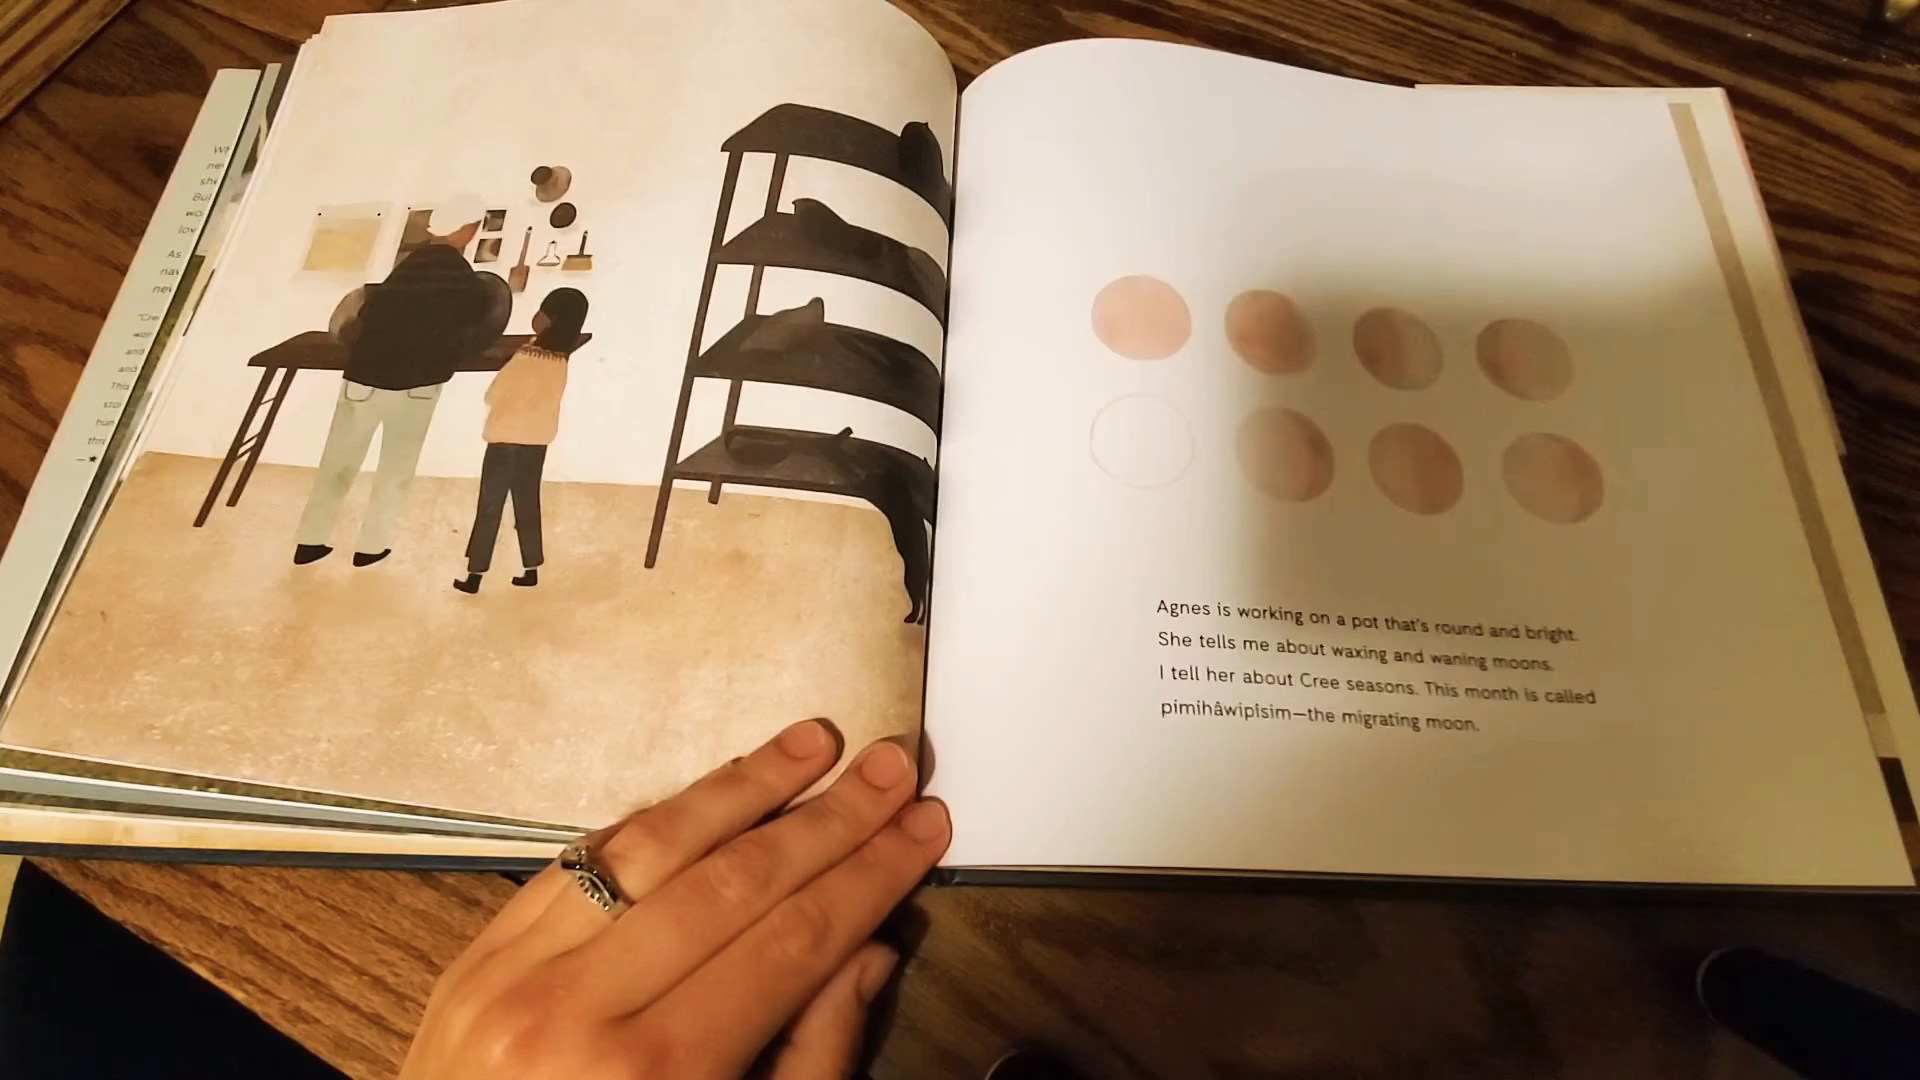 Agnes is working on a pot that's round and bright.
She tells me about waxing and waning moons.
I tell her about Cree seasons. This month is called
pimihâwipîsim—the migrating moon.